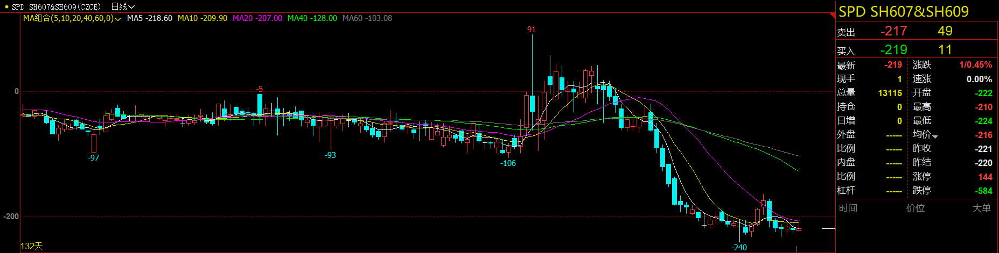 SPD SH607&SH609(CZCE) 日线
MA组合(5,10,20,40,60,0) MA5 -218.60 MA10 -209.90 MA20 -207.00 MA40 -128.00 MA60 -103.08
91
0
-5
-97
-93
-106
-200
-240
132天
SPD SH607&SH609
卖出 -217 49
买入 -219 11
最新 -219 涨跌 1/0.45%
现手 1 速涨 0.00%
总量 13115 开盘 -222
持仓 0 最高 -210
日增 0 最低 -224
外盘 ----- 均价 -216
比例 ----- 昨收 -221
内盘 ----- 昨结 -220
比例 ----- 涨停 144
杠杆 ----- 跌停 -584
时间 价位 大单